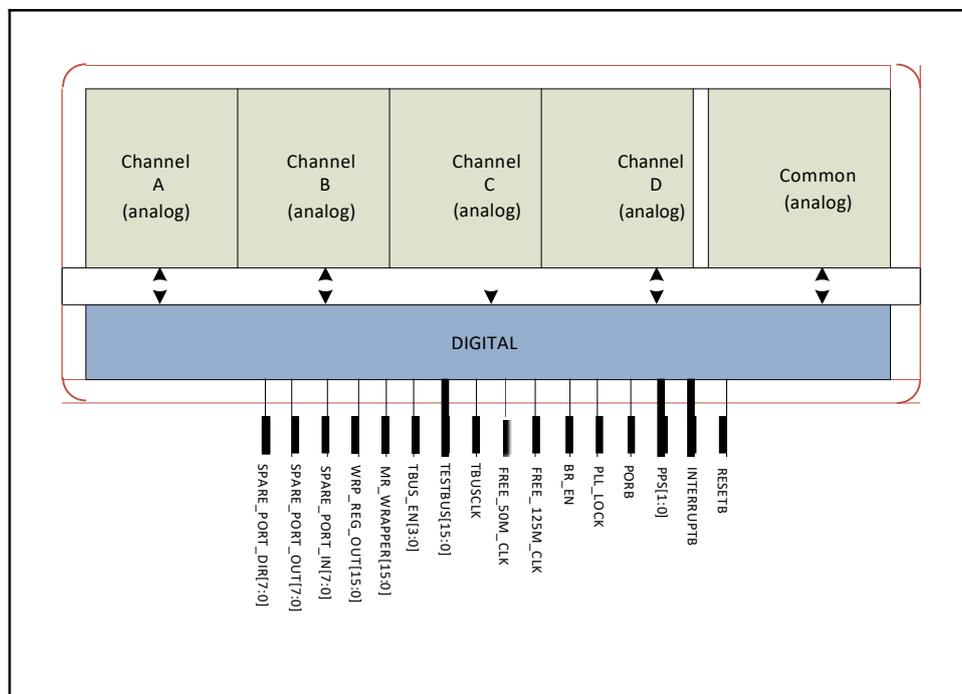 Channel
A
(analog)
Channel
B
(analog)
Channel
C
(analog)
Channel
D
(analog)
Common
(analog)
DIGITAL
SPARE_PORT_DIR[7:0]
SPARE_PORT_OUT[7:0]
SPARE_PORT_IN[7:0]
WRP_REG_OUT[15:0]
MR_WRAPPER[15:0]
TBUS_EN[3:0]
TESTBUS[15:0]
TBUSCLK
FREE_50M_CLK
FREE_125M_CLK
BR_EN
PLL_LOCK
PORB
PPS[1:0]
INTERRUPTB
RESETB